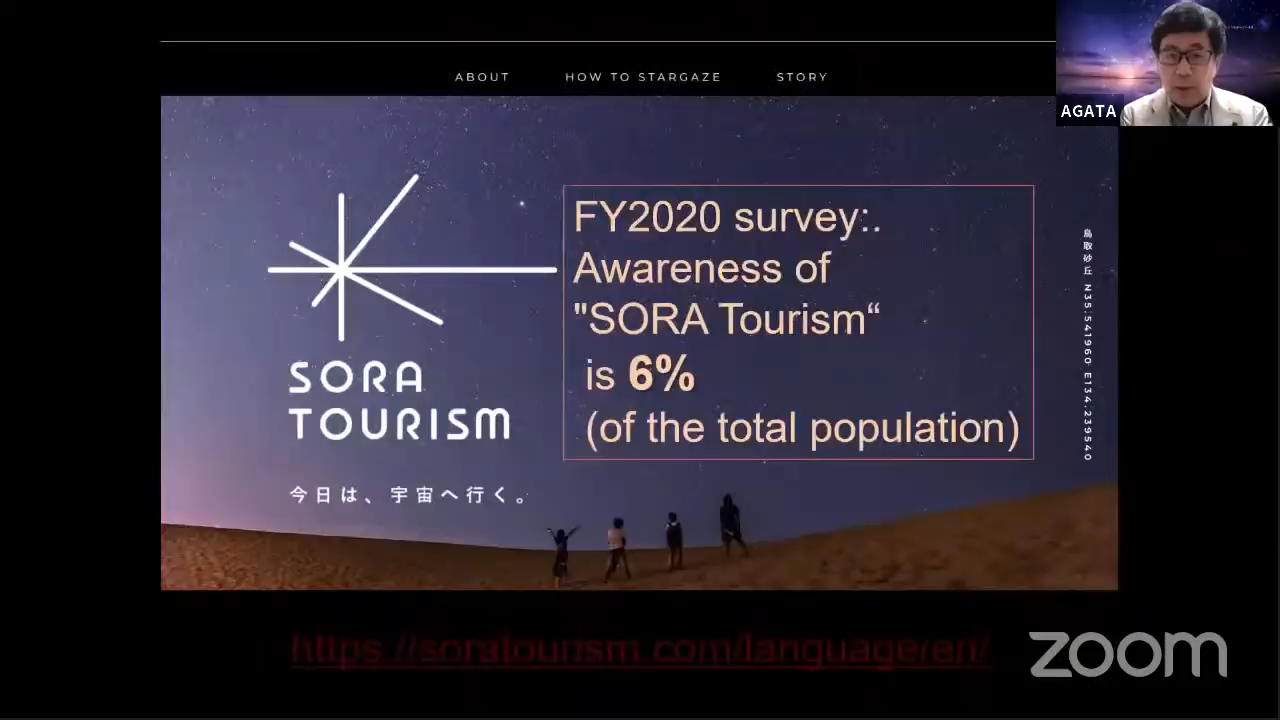 ABOUT
HOW TO STARGAZE
STORY
AGATA
FY2020 survey:.
Awareness of
"SORA Tourism“
is 6%
(of the total population)
SORA
TOURISM
今日は、宇宙へ行く。
鳥取砂丘 N35.541960 E134.239540
https://soratourism.com/language/en/
zoom